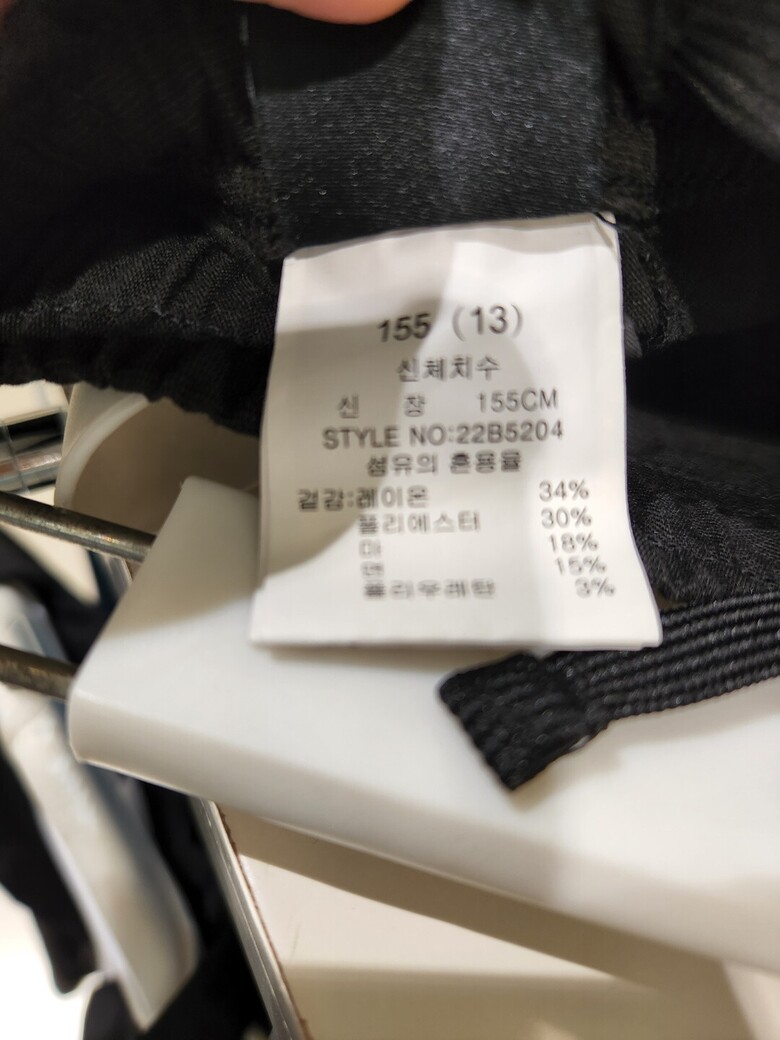 155 (13)
신체치수
신 장 155CM
STYLE NO:22B5204
섬유의 혼용율
겉감:레이온 34%
폴리에스터 30%
마 18%
면 15%
폴리우레탄 3%